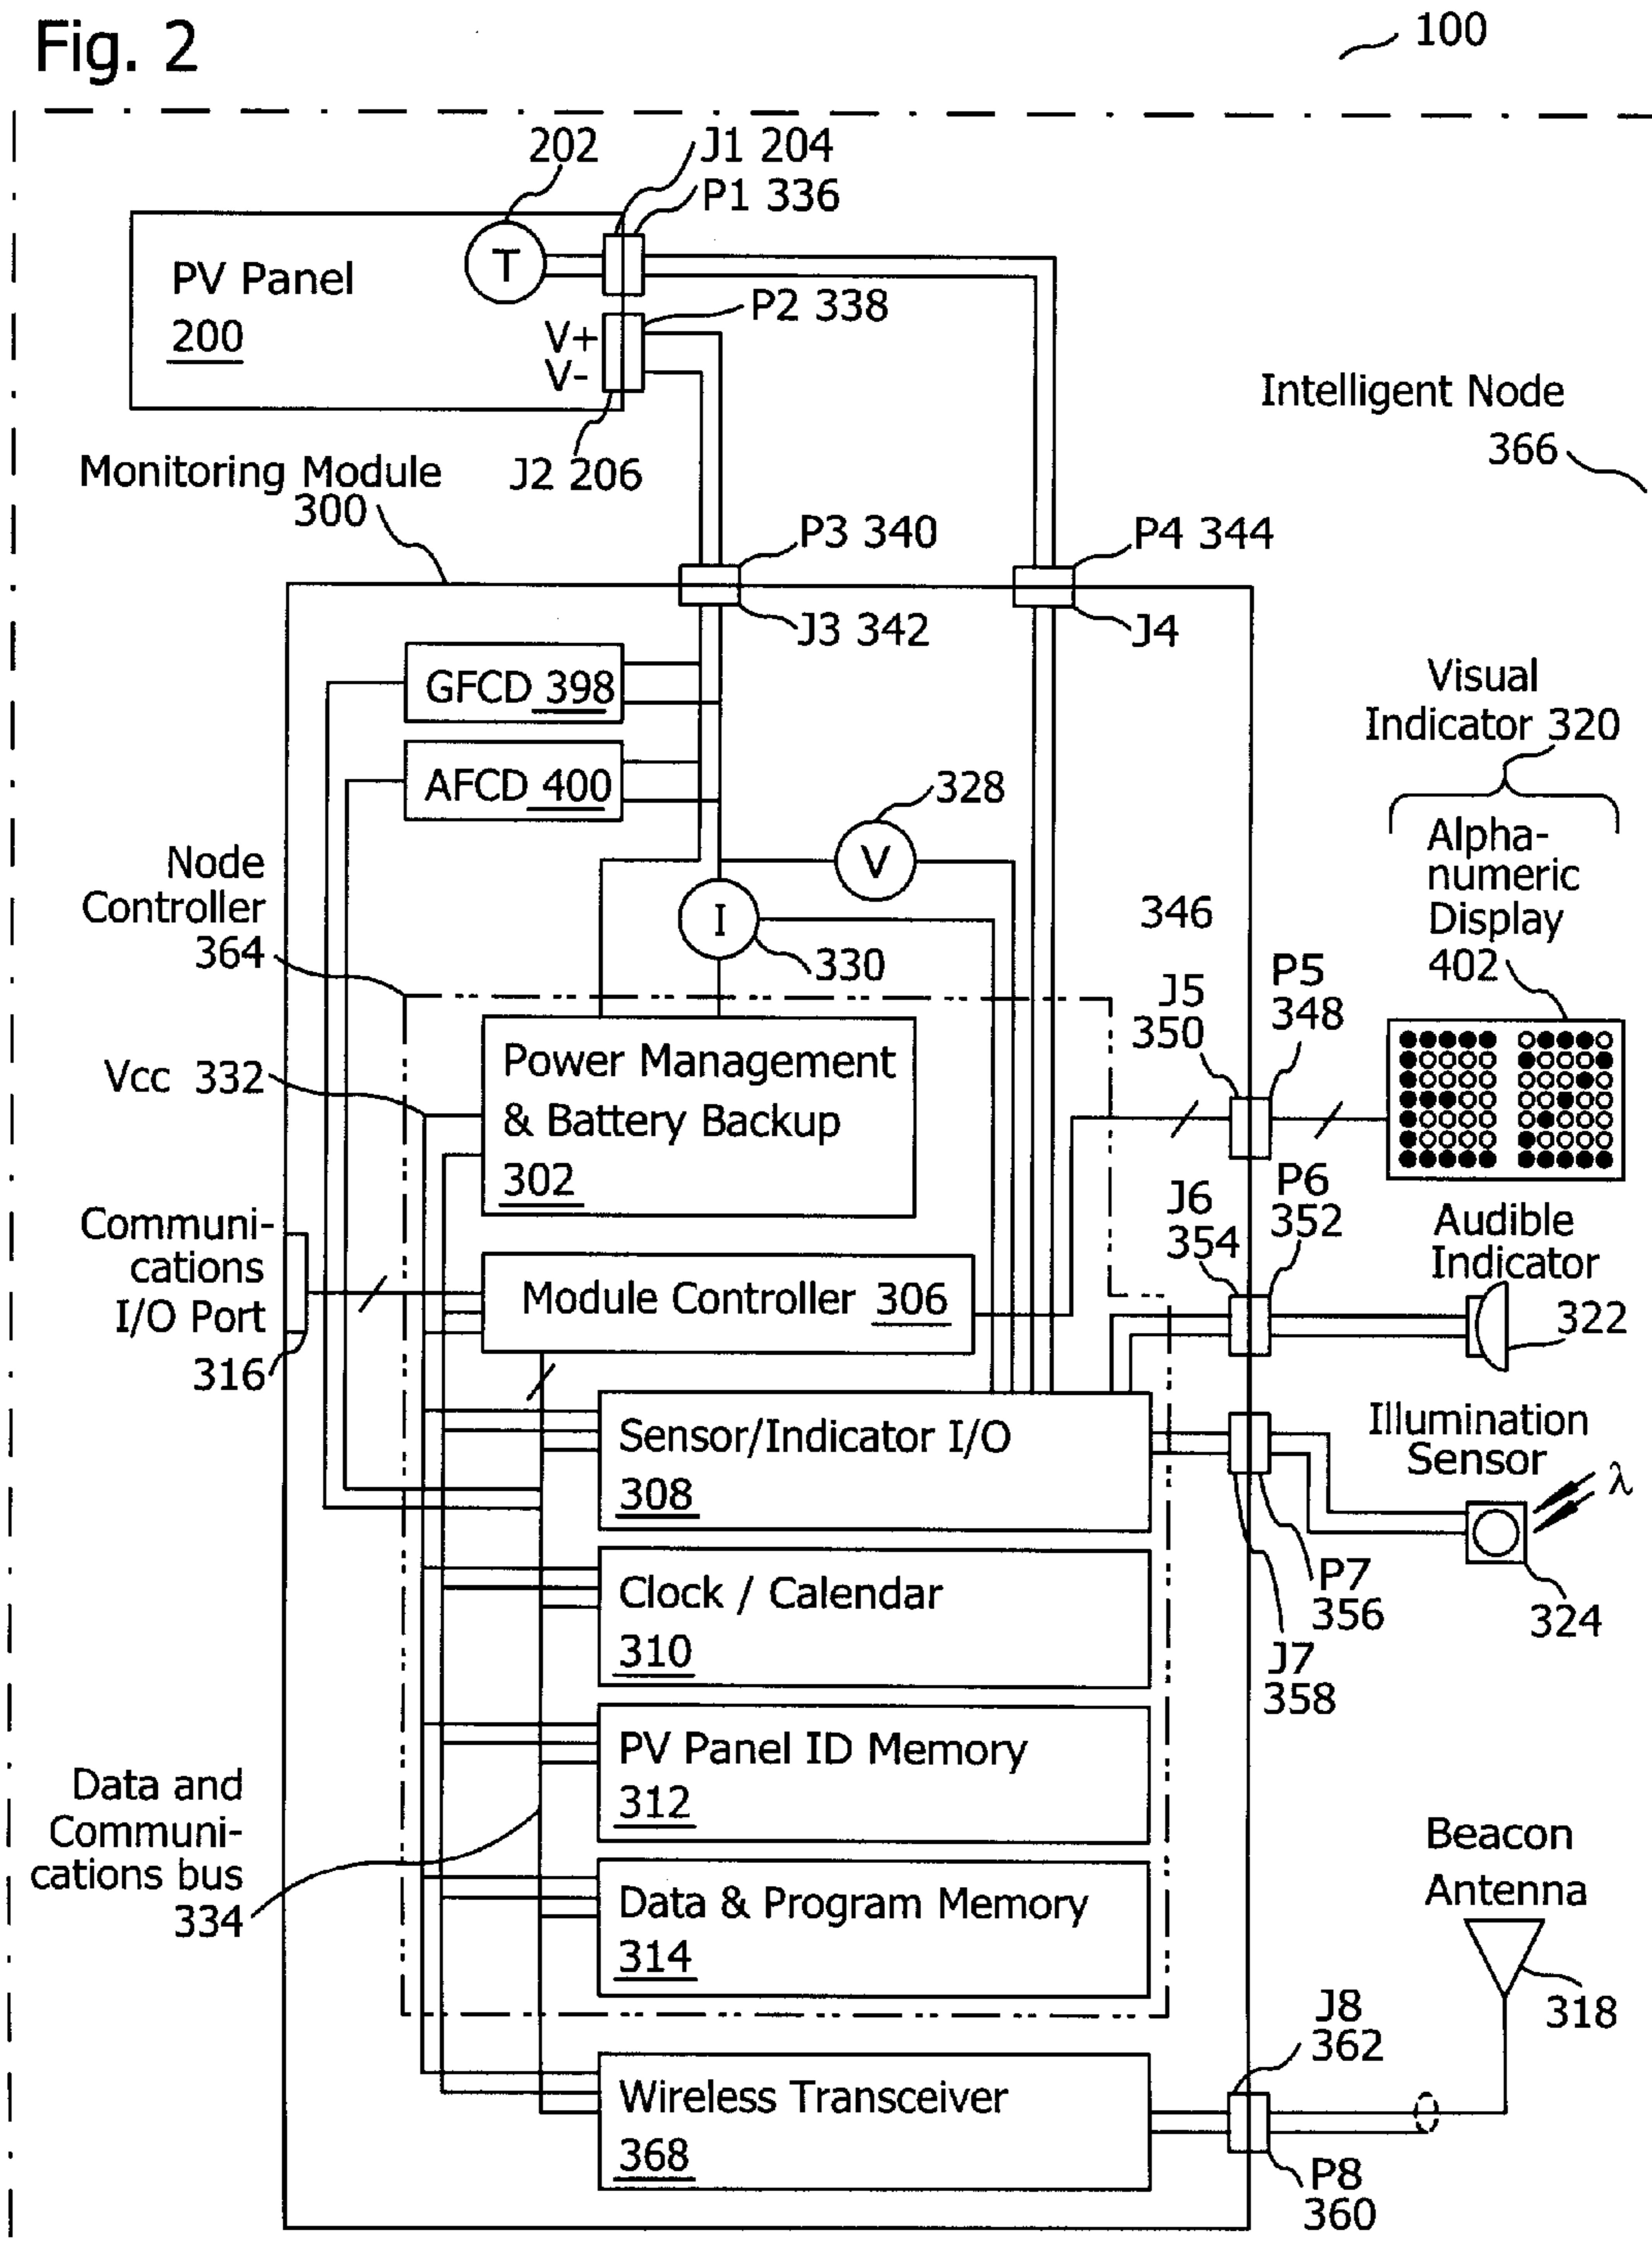 Fig. 2
100
202
J1 204
P1 336
T
PV Panel
200
P2 338
V+
V-
J2 206
Intelligent Node
366
Monitoring Module
300
P3 340
P4 344
J3 342
J4
GFCD 398
AFCD 400
Visual
Indicator 320
328
V
Alpha-
numeric
Display
402
Node
Controller
364
I
330
346
J5
350
P5
348
Vcc 332
Power Management
& Battery Backup
302
Communi-
cations
I/O Port
316
Module Controller 306
J6
354
P6
352
Audible
Indicator
322
Sensor/Indicator I/O
308
Illumination
Sensor
λ
324
P7
356
J7
358
Clock / Calendar
310
PV Panel ID Memory
312
Data and
Communi-
cations bus
334
Data & Program Memory
314
Beacon
Antenna
318
J8
362
Wireless Transceiver
368
P8
360